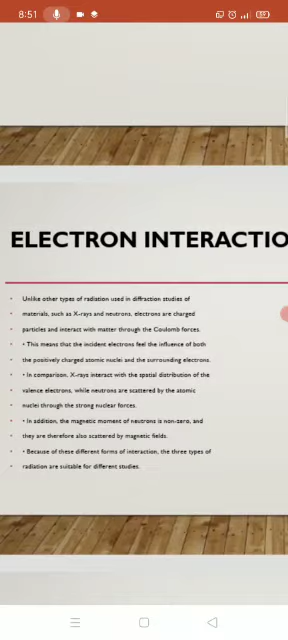 8:51
ELECTRON INTERACTIO
• Unlike other types of radiation used in diffraction studies of
• materials, such as X-rays and neutrons, electrons are charged
• particles and interact with matter through the Coulomb forces.
• • This means that the incident electrons feel the influence of both
• the positively charged atomic nuclei and the surrounding electrons.
• • In comparison, X-rays interact with the spatial distribution of the
• valence electrons, while neutrons are scattered by the atomic
• nuclei through the strong nuclear forces.
• • In addition, the magnetic moment of neutrons is non-zero, and
• they are therefore also scattered by magnetic fields.
• • Because of these different forms of interaction, the three types of
• radiation are suitable for different studies.